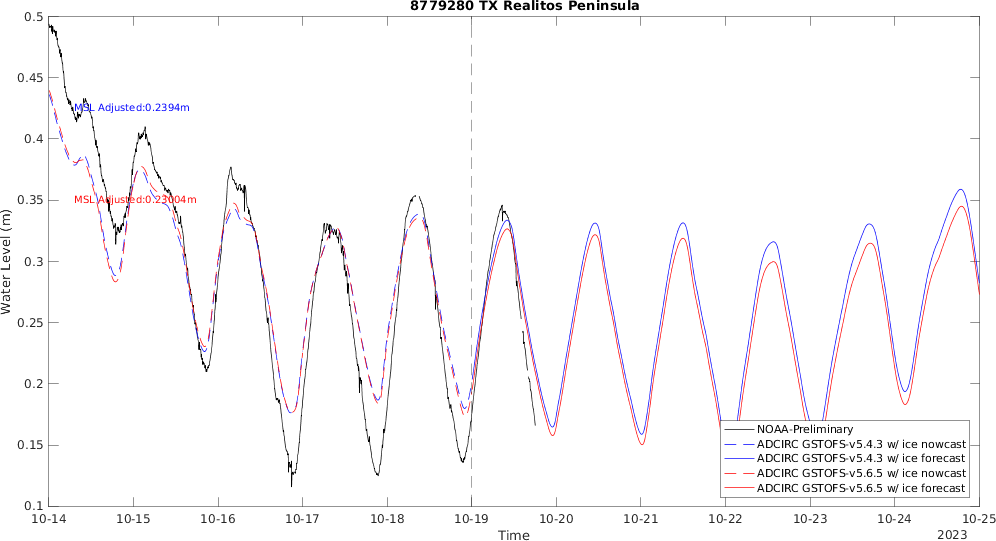 8779280 TX Realitos Peninsula
0.5
0.45
0.4
0.35
0.3
0.25
0.2
0.15
0.1
Water Level (m)
MSL Adjusted:0.2394m
MSL Adjusted:0.23004m
NOAA-Preliminary
ADCIRC GSTOFS-v5.4.3 w/ ice nowcast
ADCIRC GSTOFS-v5.4.3 w/ ice forecast
ADCIRC GSTOFS-v5.6.5 w/ ice nowcast
ADCIRC GSTOFS-v5.6.5 w/ ice forecast
10-14 10-15 10-16 10-17 10-18 10-19 10-20 10-21 10-22 10-23 10-24 10-25
Time
2023